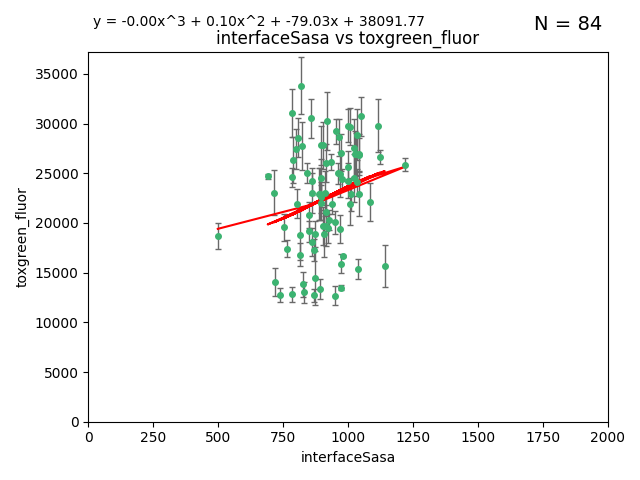 y = -0.00x^3 + 0.10x^2 + -79.03x + 38091.77
N = 84
interfaceSasa vs toxgreen_fluor
35000
30000
25000
20000
15000
10000
5000
0
toxgreen_fluor
0 250 500 750 1000 1250 1500 1750 2000
interfaceSasa